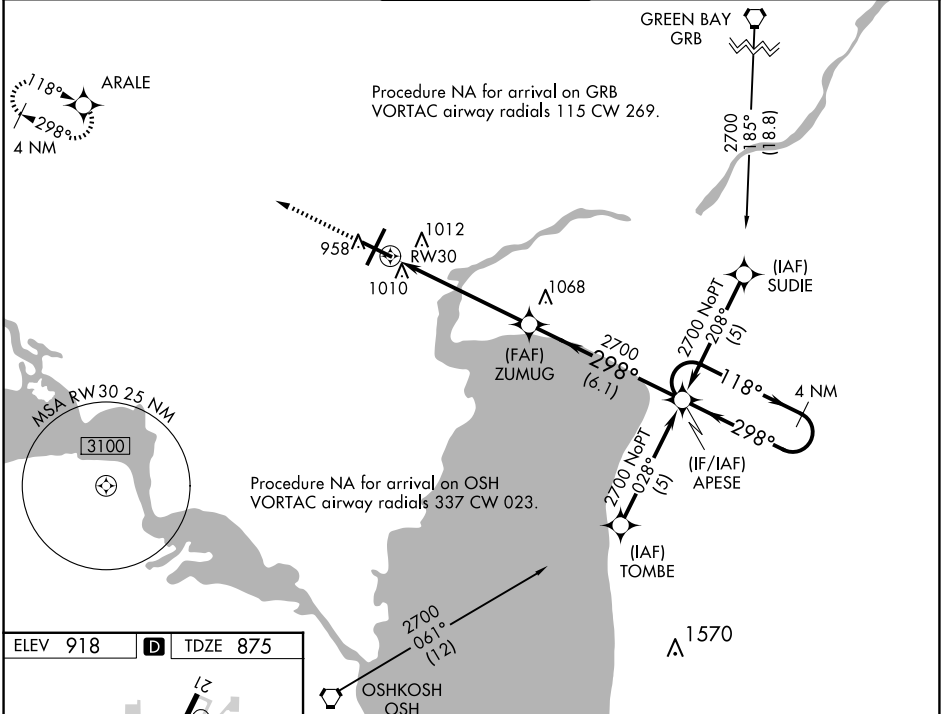 GREEN BAY
GRB
118°
ARALE
298°
4 NM
Procedure NA for arrival on GRB
VORTAC airway radials 115 CW 269.
2700
185°
(18.8)
958
1012
RW30
1010
(IAF)
SUDIE
1068
2700 NoPT
208°
(5)
(FAF)
ZUMUG
2700
298°
(6.1)
118°
4 NM
298°
MSA RW30 25 NM
3100
(IF/IAF)
APESE
2700 NoPT
028°
(5)
Procedure NA for arrival on OSH
VORTAC airway radials 337 CW 023.
(IAF)
TOMBE
2700
061°
(12)
1570
ELEV 918 D TDZE 875
21
OSHKOSH
OSH